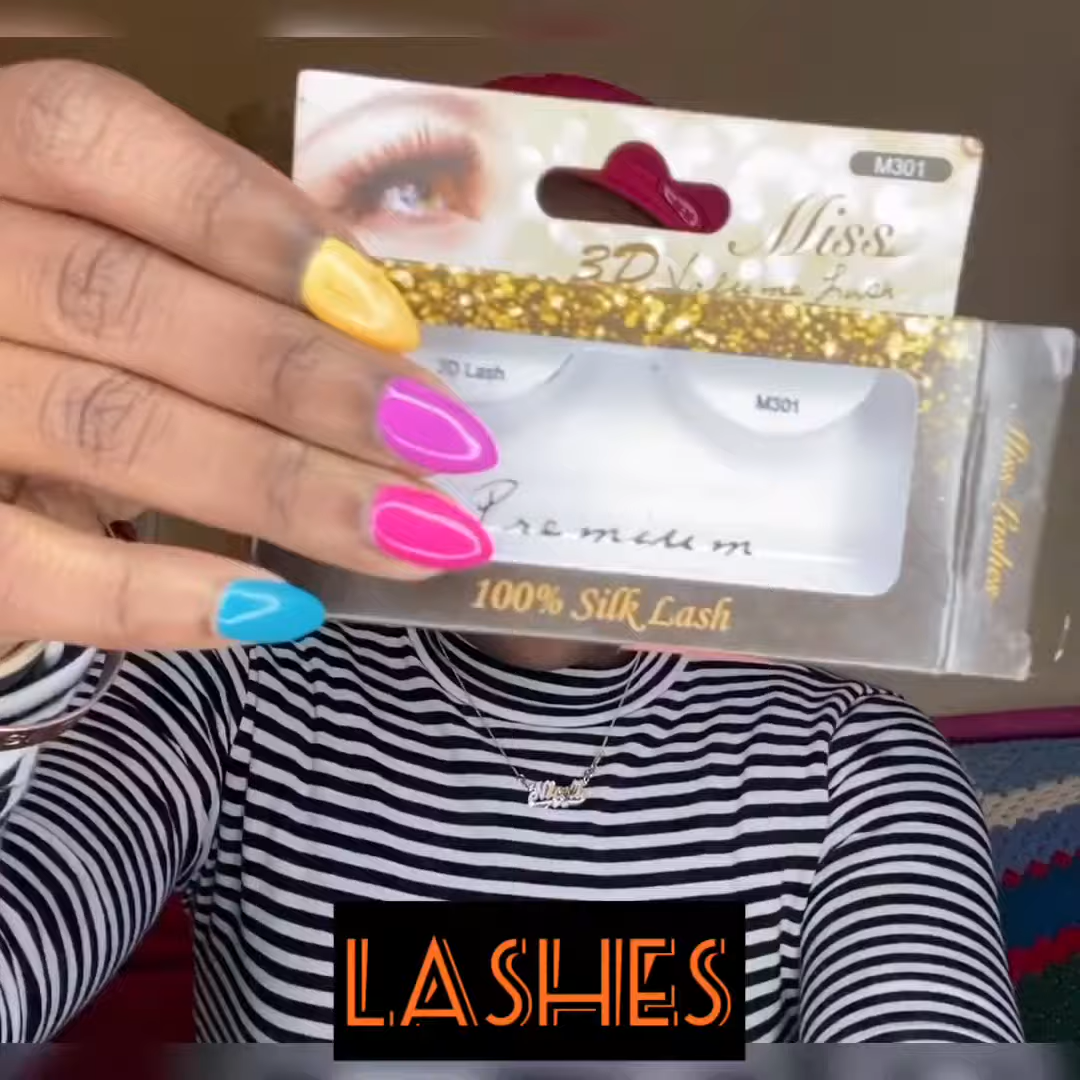 M301
Miss
3D Volume Lash
3D Lash
M301
Premium
100% Silk Lash
Miss Lashes
LASHES